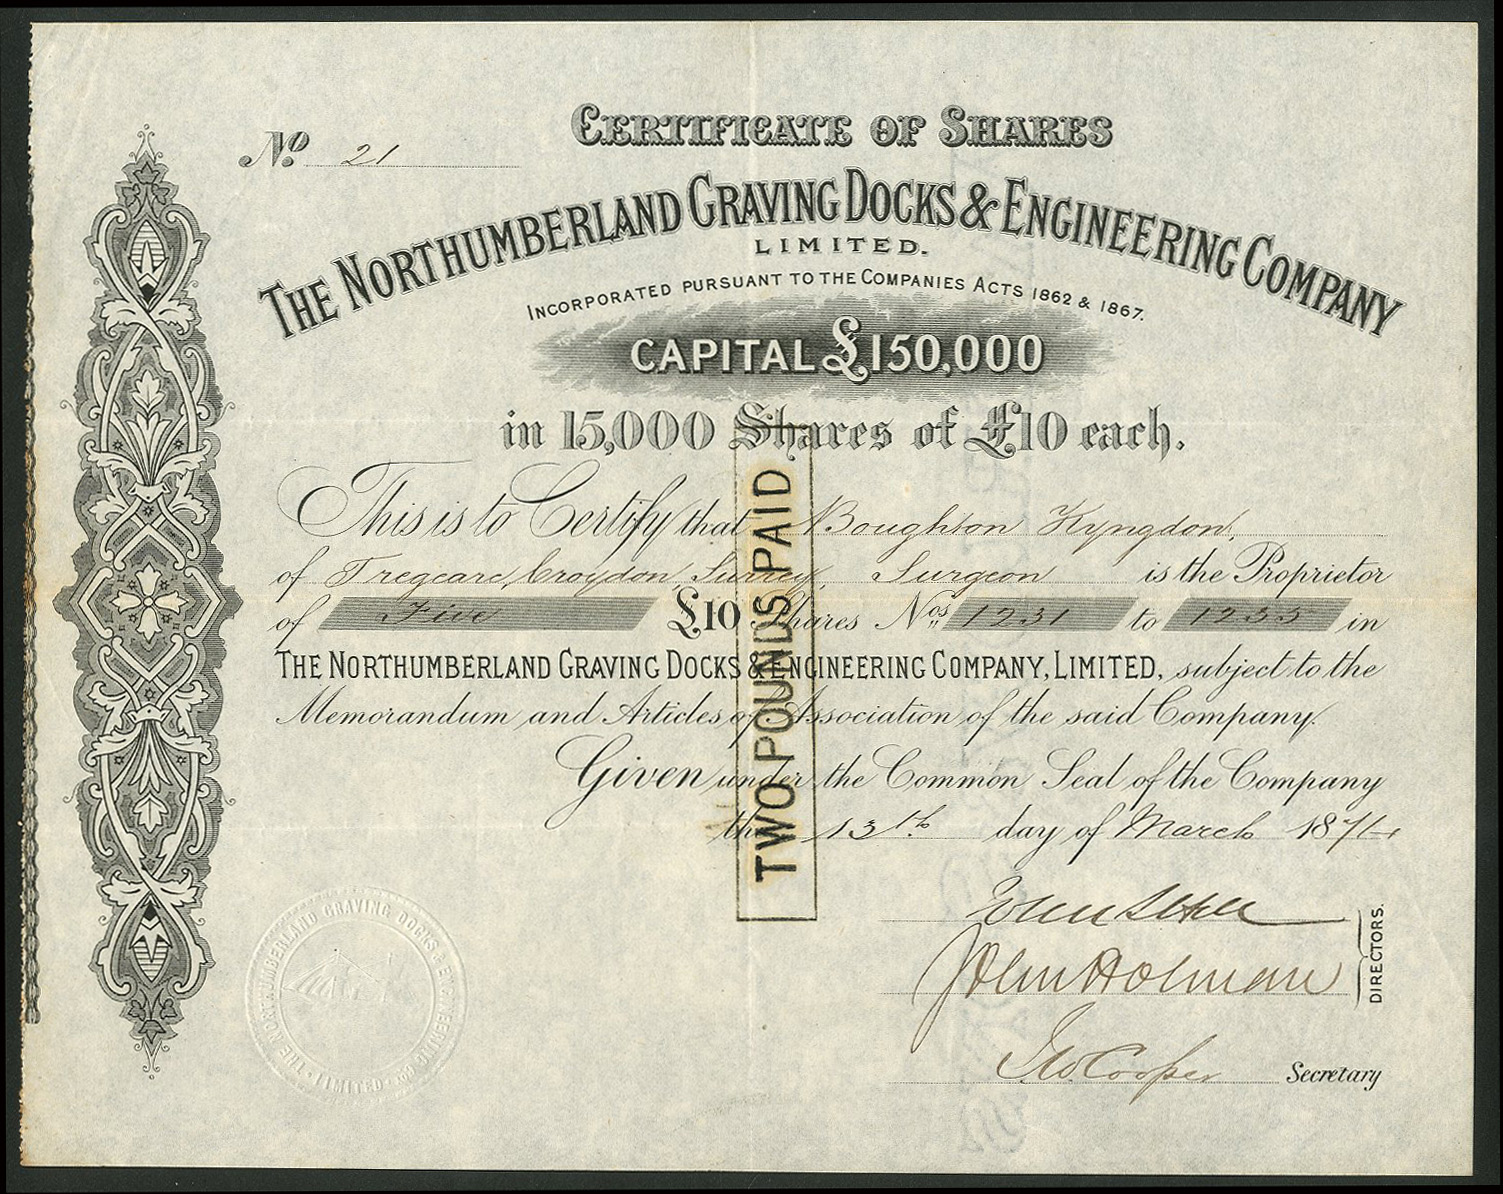 No. 21
CERTIFICATE OF SHARES
THE NORTHUMBERLAND GRAVING DOCKS & ENGINEERING COMPANY
LIMITED.
INCORPORATED PURSUANT TO THE COMPANIES ACTS 1862 & 1867.
CAPITAL £150,000
in 15,000 Shares of £10 each.
This is to Certify that Boughton Kyngdon,
of Tregeare, Croydon, Surrey, Surgeon is the Proprietor
of Five £10 Shares Nos. 1231 to 1235 in
THE NORTHUMBERLAND GRAVING DOCKS & ENGINEERING COMPANY, LIMITED, subject to the
Memorandum and Articles of Association of the said Company.
Given under the Common Seal of the Company
the 13th day of March 1874
TWO POUNDS PAID
John Holman
DIRECTORS.
Geo Cooper Secretary
THE NORTHUMBERLAND GRAVING DOCKS & ENGINEERING CO. LIMITED